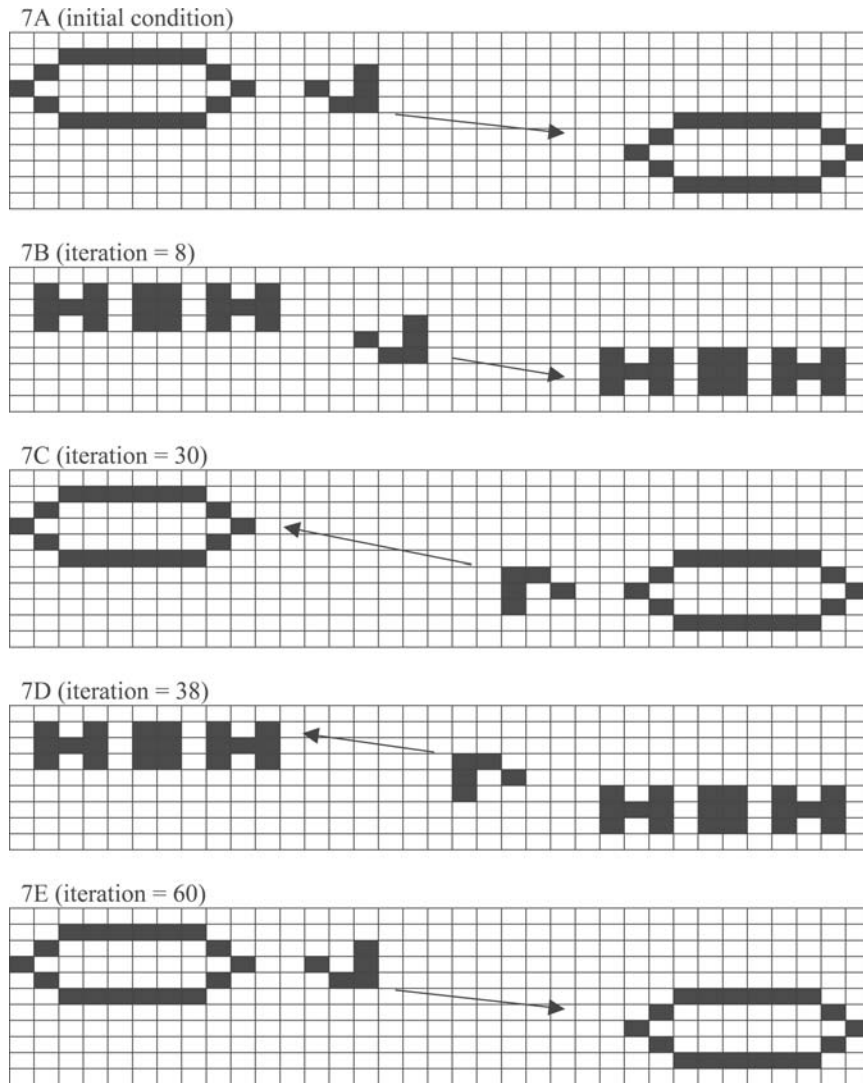 7A (initial condition)
7B (iteration = 8)
7C (iteration = 30)
7D (iteration = 38)
7E (iteration = 60)